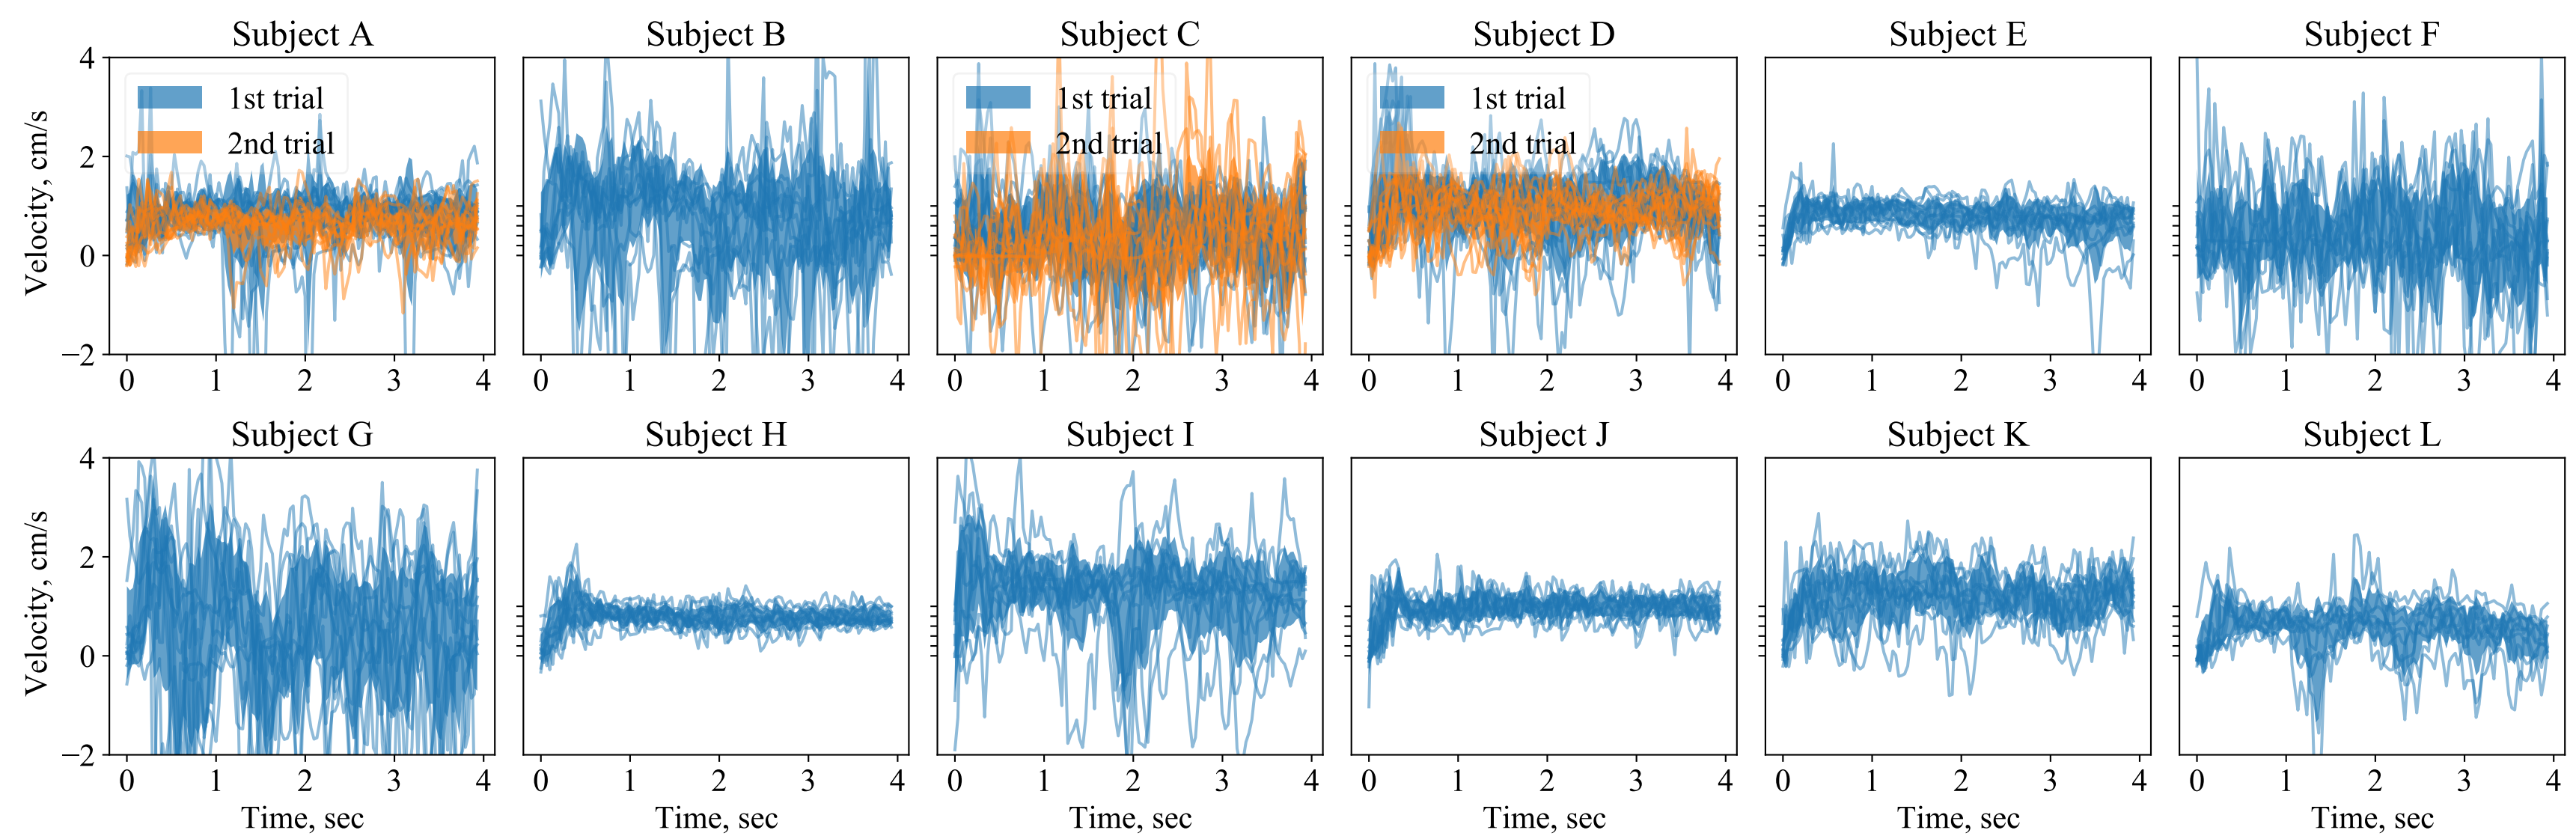 Subject A
Subject B
Subject C
Subject D
Subject E
Subject F
Velocity, cm/s
4
2
0
−2
1st trial
2nd trial
1st trial
2nd trial
1st trial
2nd trial
0 1 2 3 4
0 1 2 3 4
0 1 2 3 4
0 1 2 3 4
0 1 2 3 4
0 1 2 3 4
Subject G
Subject H
Subject I
Subject J
Subject K
Subject L
Velocity, cm/s
4
2
0
−2
0 1 2 3 4
0 1 2 3 4
0 1 2 3 4
0 1 2 3 4
0 1 2 3 4
0 1 2 3 4
Time, sec
Time, sec
Time, sec
Time, sec
Time, sec
Time, sec